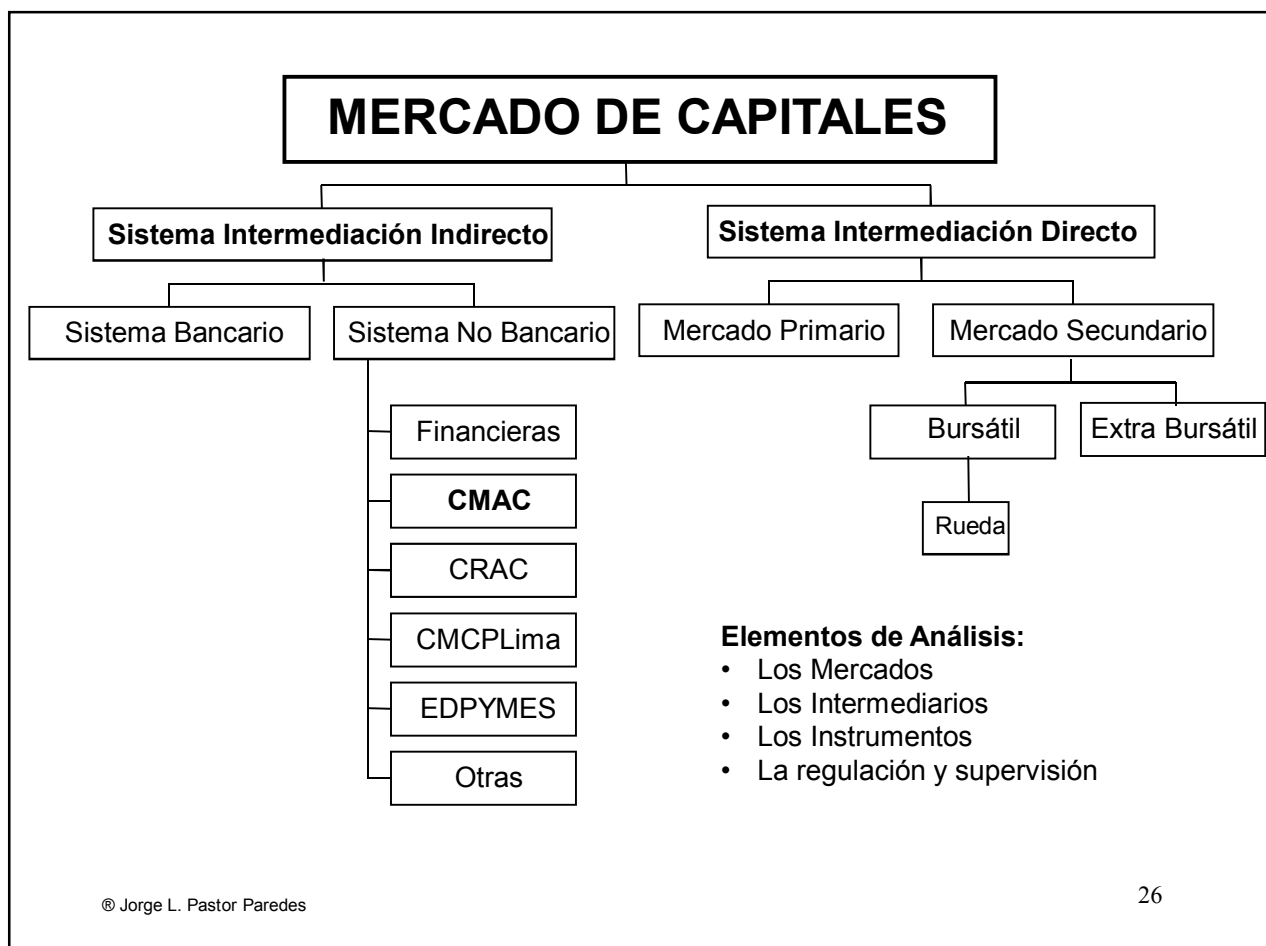 MERCADO DE CAPITALES
Sistema Intermediación Indirecto
Sistema Intermediación Directo
Sistema Bancario
Sistema No Bancario
Mercado Primario
Mercado Secundario
Financieras
CMAC
CRAC
CMCPLima
EDPYMES
Otras
Bursátil
Extra Bursátil
Rueda
Elementos de Análisis:
• Los Mercados
• Los Intermediarios
• Los Instrumentos
• La regulación y supervisión
® Jorge L. Pastor Paredes
26